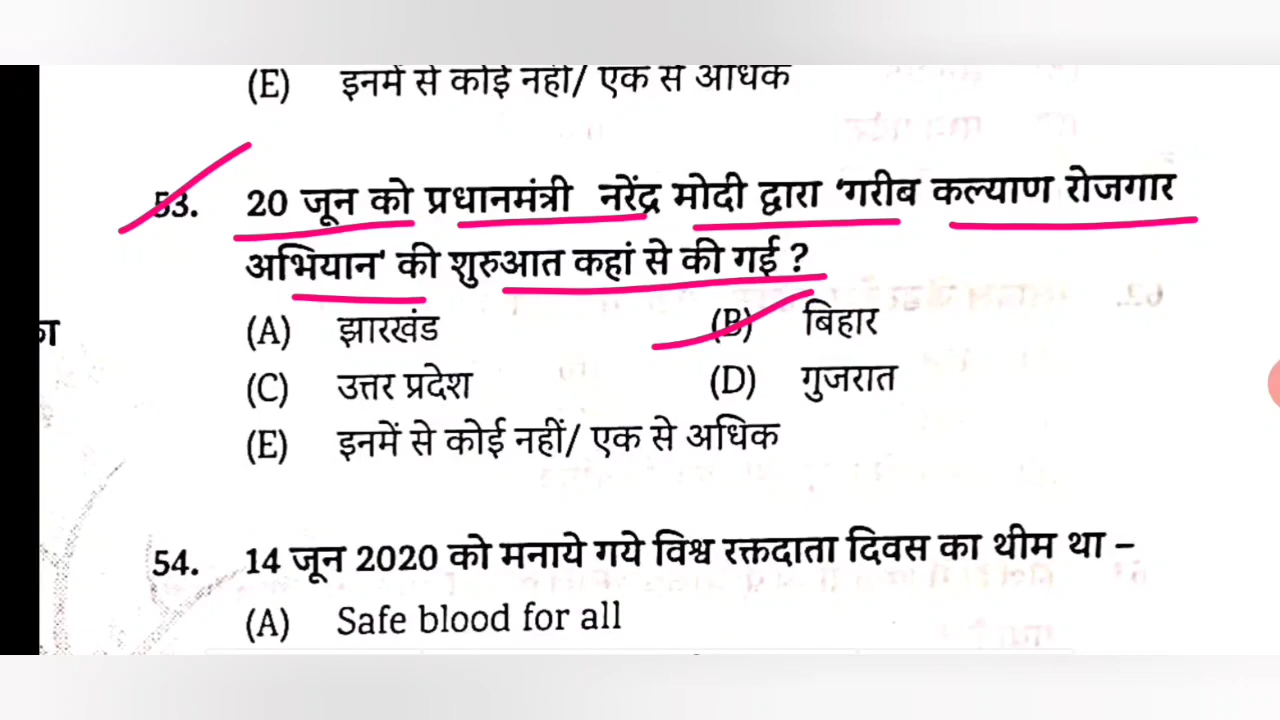 (E) इनमें से कोई नहीं/ एक से अधिक
53. 20 जून को प्रधानमंत्री नरेंद्र मोदी द्वारा 'गरीब कल्याण रोजगार
अभियान' की शुरुआत कहां से की गई ?
(A) झारखंड (B) बिहार
(C) उत्तर प्रदेश (D) गुजरात
(E) इनमें से कोई नहीं/ एक से अधिक
54. 14 जून 2020 को मनाये गये विश्व रक्तदाता दिवस का थीम था –
(A) Safe blood for all